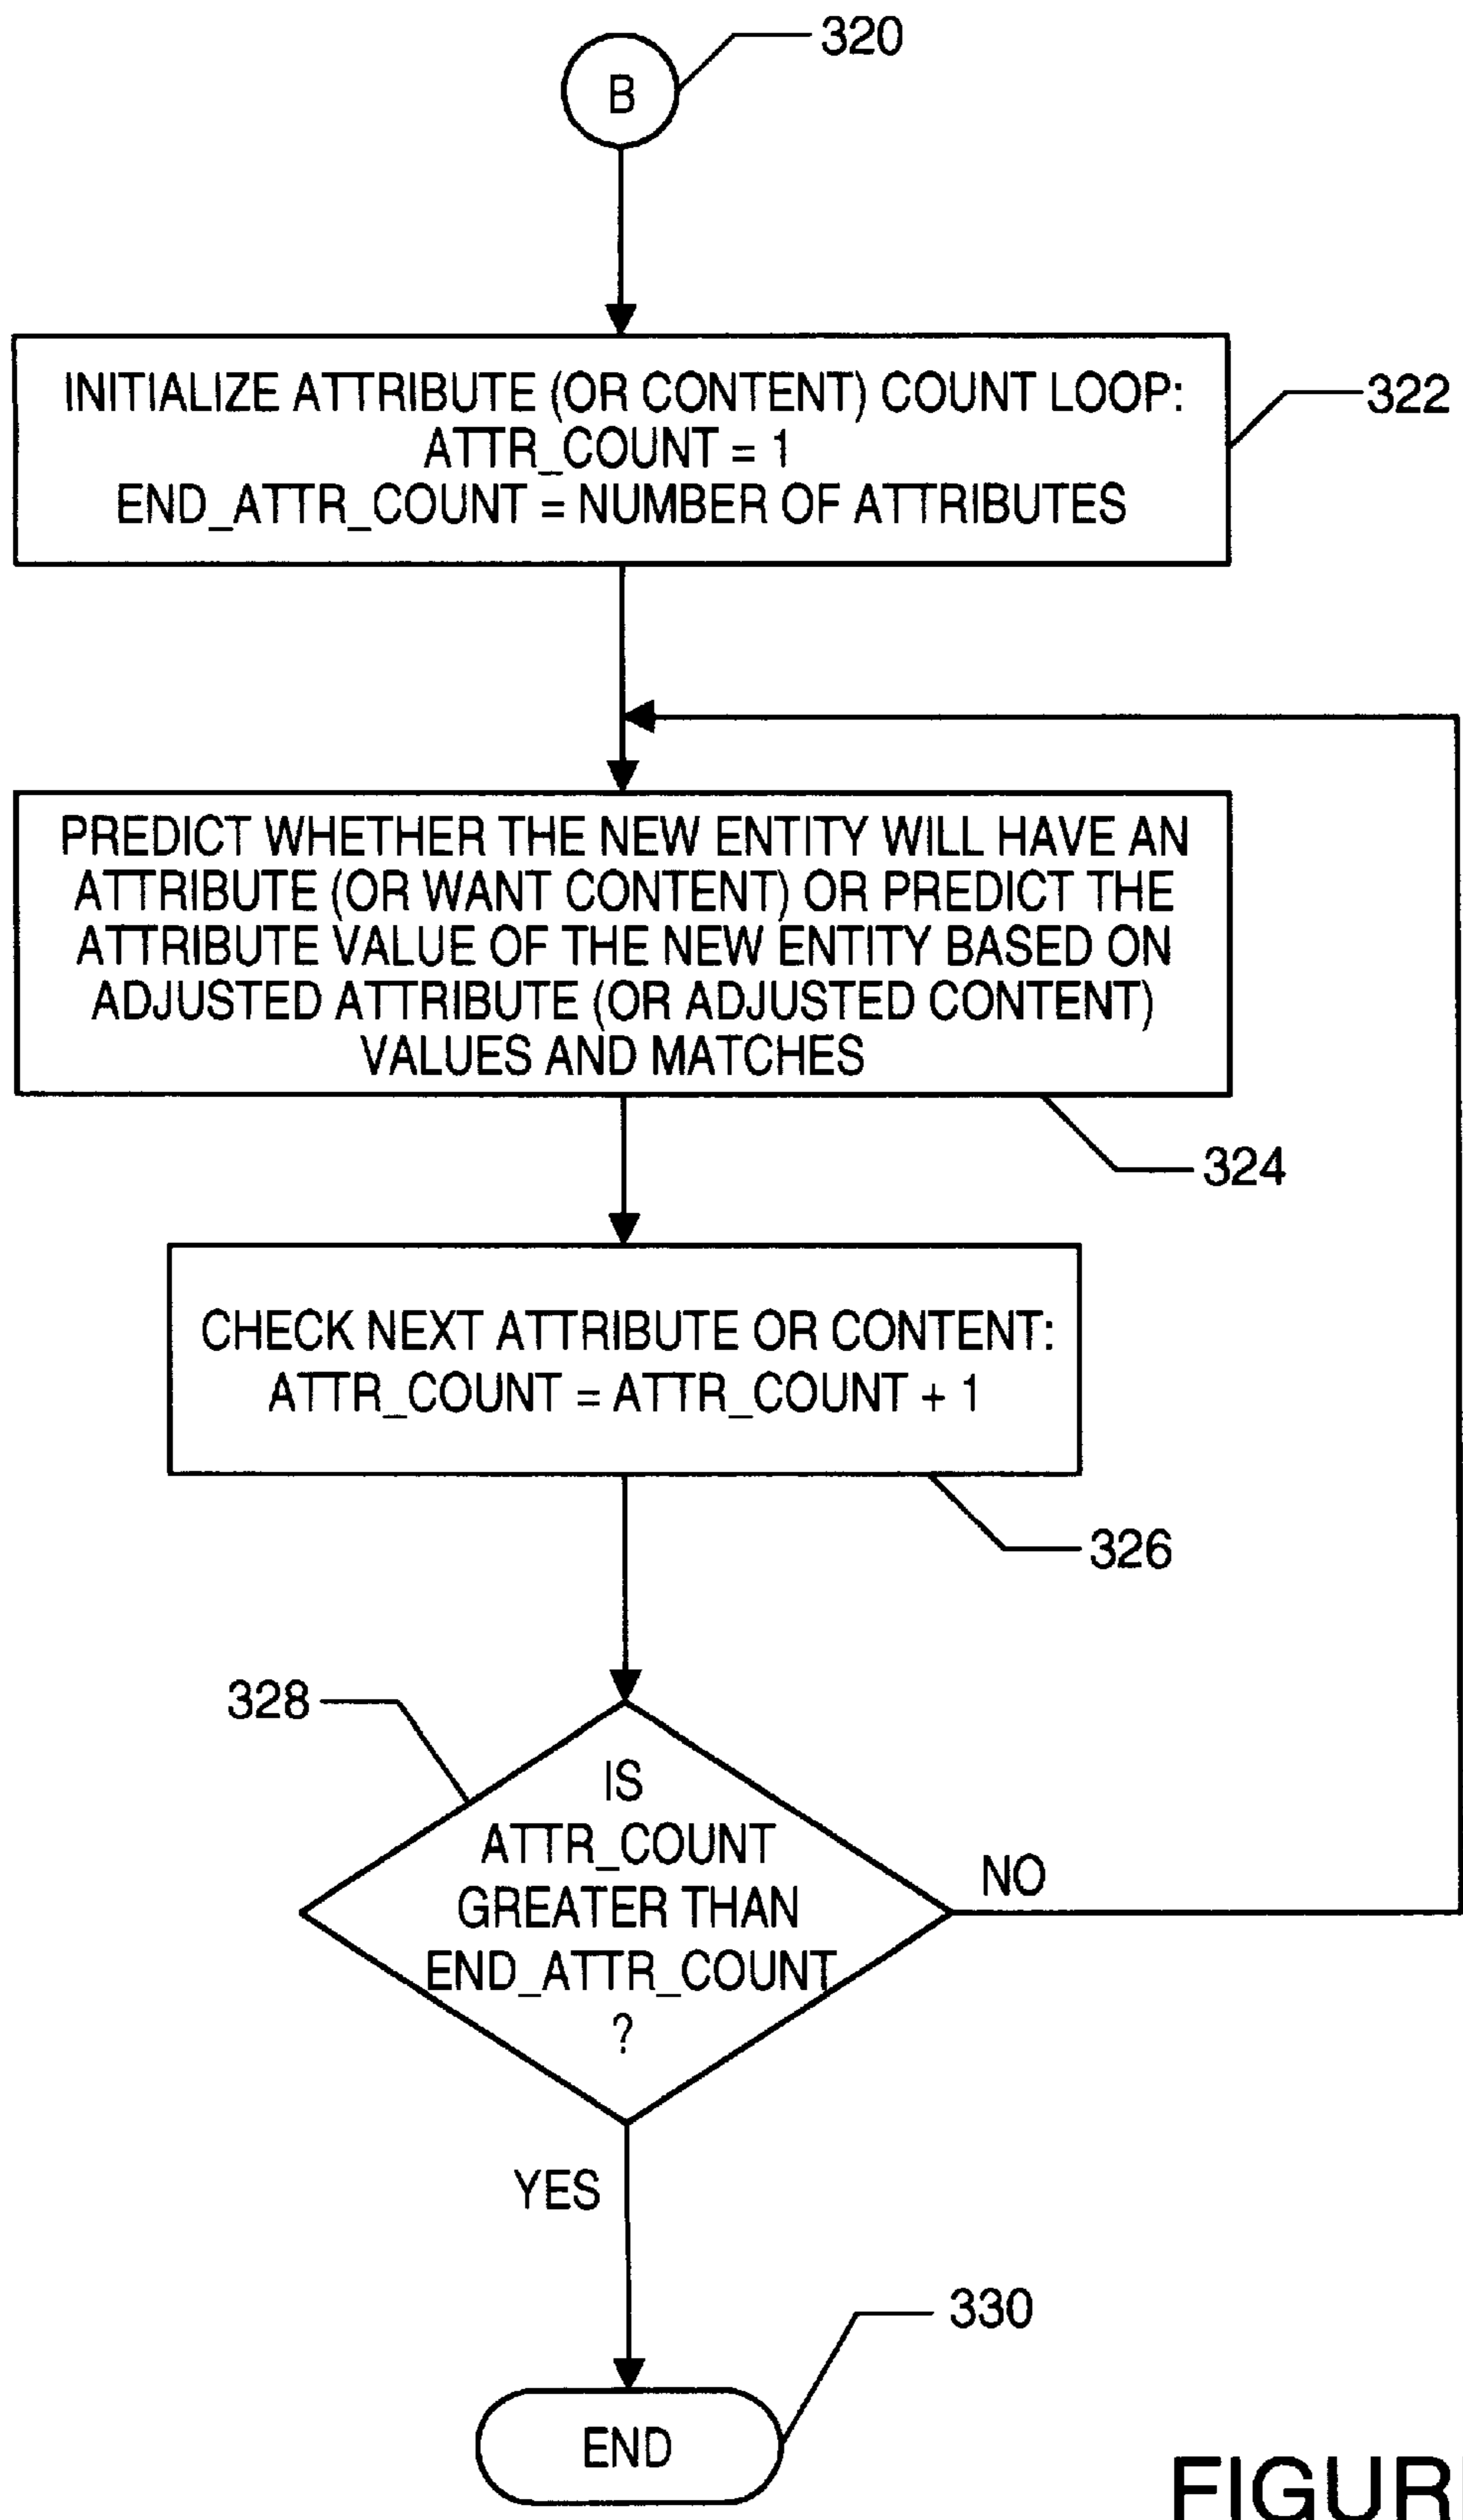 320
B
INITIALIZE ATTRIBUTE (OR CONTENT) COUNT LOOP:
ATTR_COUNT = 1
END_ATTR_COUNT = NUMBER OF ATTRIBUTES
322
PREDICT WHETHER THE NEW ENTITY WILL HAVE AN
ATTRIBUTE (OR WANT CONTENT) OR PREDICT THE
ATTRIBUTE VALUE OF THE NEW ENTITY BASED ON
ADJUSTED ATTRIBUTE (OR ADJUSTED CONTENT)
VALUES AND MATCHES
324
CHECK NEXT ATTRIBUTE OR CONTENT:
ATTR_COUNT = ATTR_COUNT + 1
326
328
IS
ATTR_COUNT
GREATER THAN
END_ATTR_COUNT
?
NO
YES
330
END